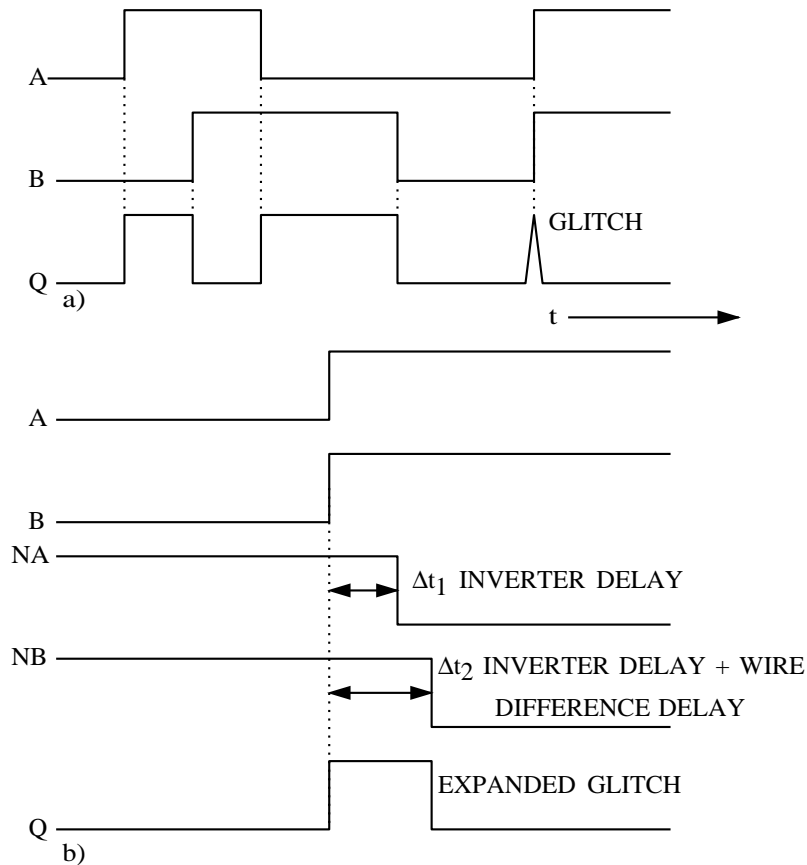 A
B
GLITCH
Q
a)
t
A
B
NA
Δt1 INVERTER DELAY
NB
Δt2 INVERTER DELAY + WIRE
DIFFERENCE DELAY
EXPANDED GLITCH
Q
b)